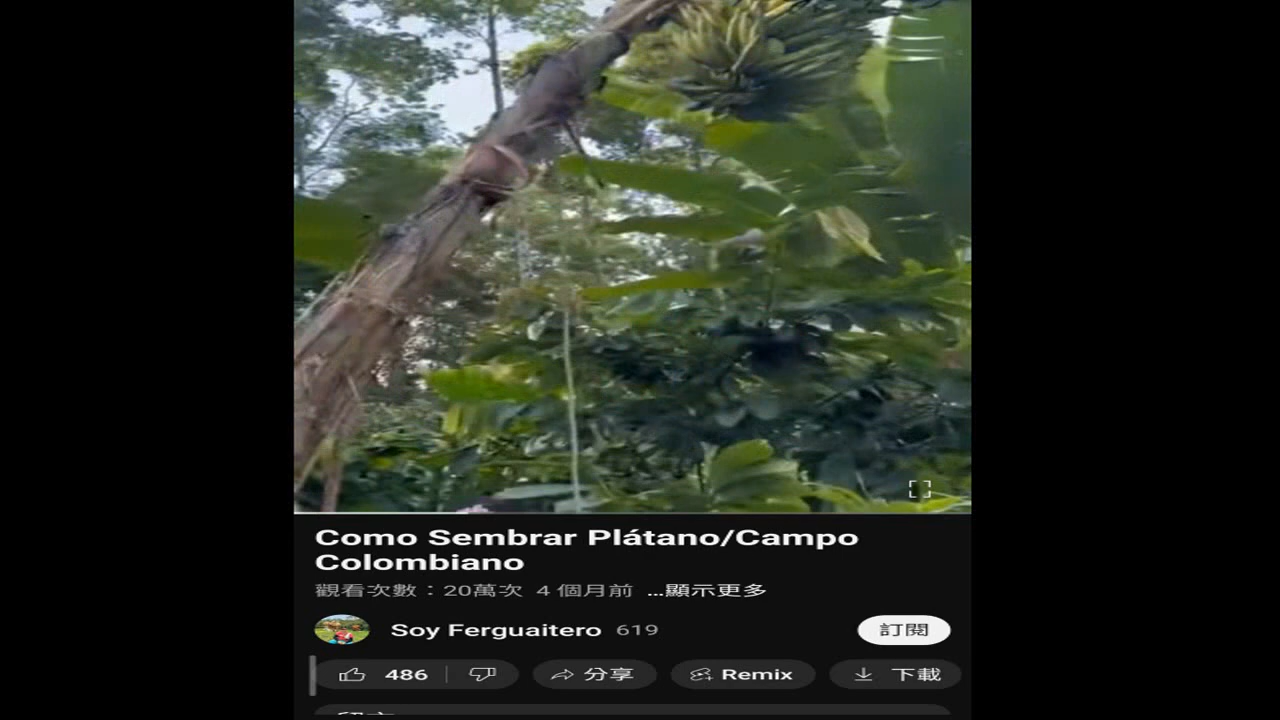 Como Sembrar Plátano/Campo
Colombiano
觀看次數：20萬次 4 個月前 ...顯示更多
Soy Ferguaitero 619
訂閱
486 分享 Remix 下載